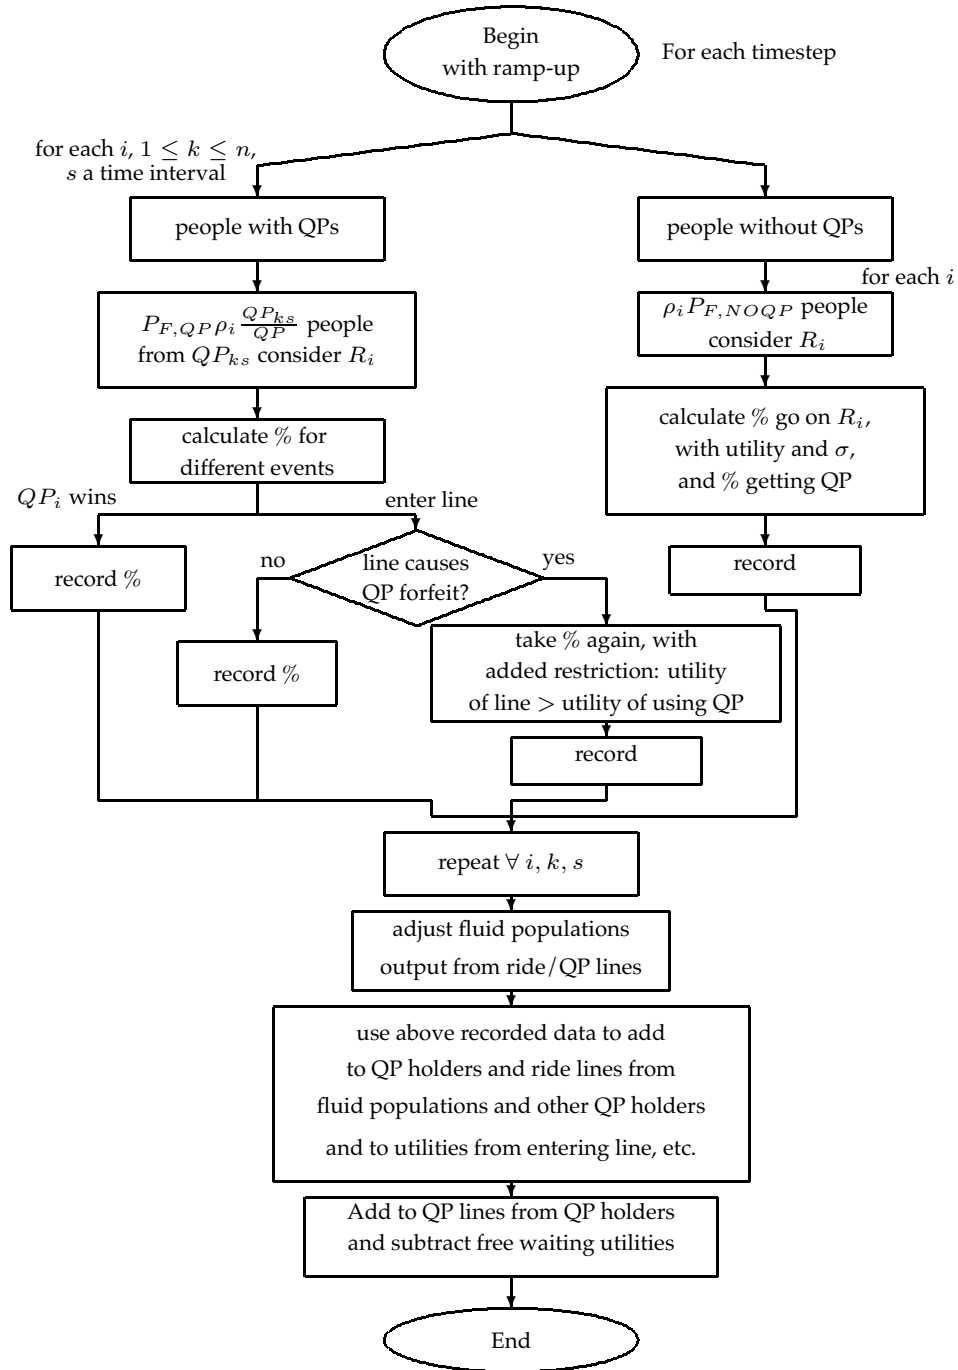 Begin
with ramp-up
For each timestep
for each i, 1 ≤ k ≤ n,
s a time interval
people with QPs
people without QPs
for each i
P_{F,QP} ρ_i \frac{QP_{ks}}{QP} people
from QP_{ks} consider R_i
ρ_i P_{F,NOQP} people
consider R_i
calculate % for
different events
calculate % go on R_i,
with utility and σ,
and % getting QP
QP_i wins
enter line
record %
no
line causes
QP forfeit?
yes
record
record %
take % again, with
added restriction: utility
of line > utility of using QP
record
repeat ∀ i, k, s
adjust fluid populations
output from ride/QP lines
use above recorded data to add
to QP holders and ride lines from
fluid populations and other QP holders
and to utilities from entering line, etc.
Add to QP lines from QP holders
and subtract free waiting utilities
End